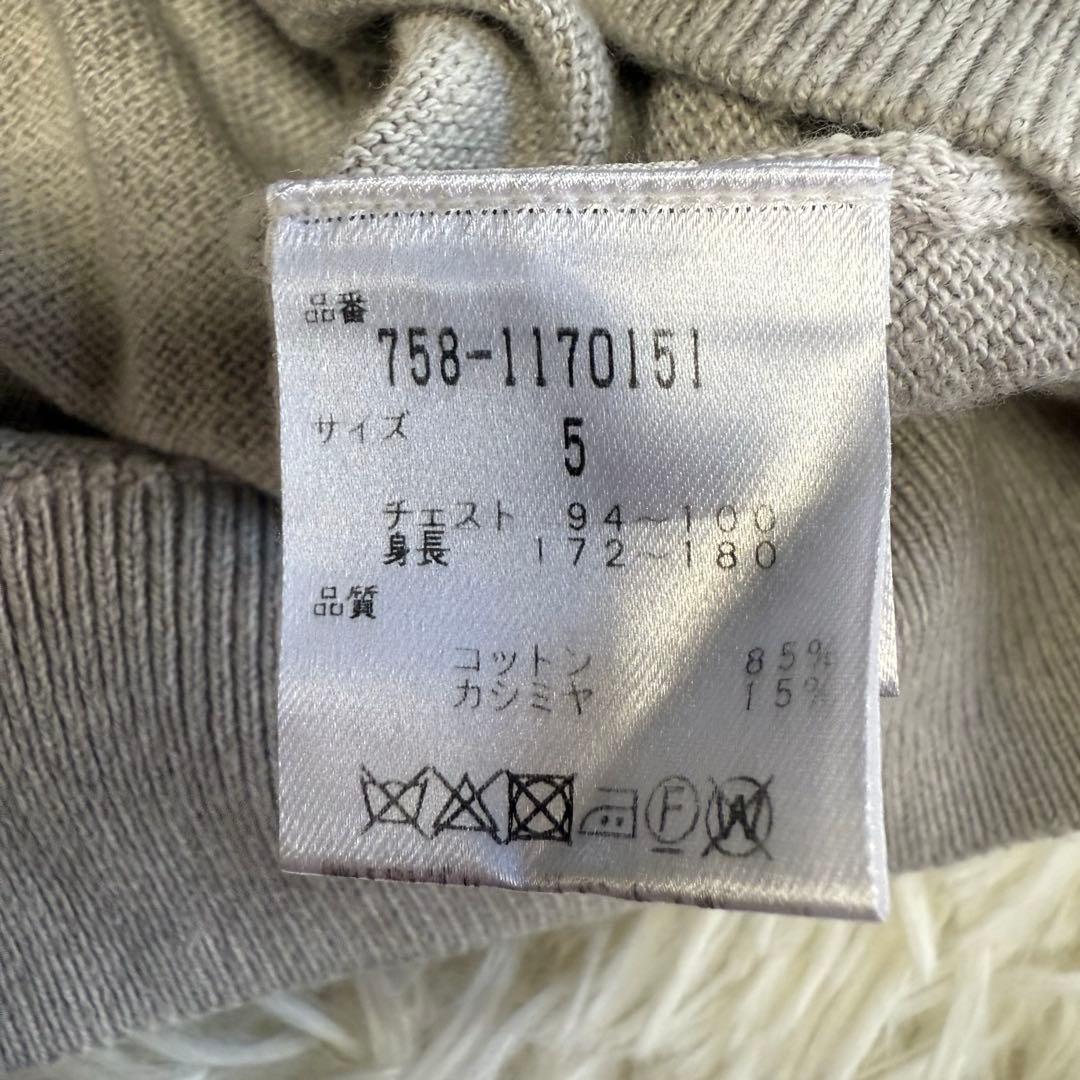 品番
758-1170151
サイズ
5
チェスト 94~100
身長 172~180
品質
コットン 85%
カシミヤ 15%
F W